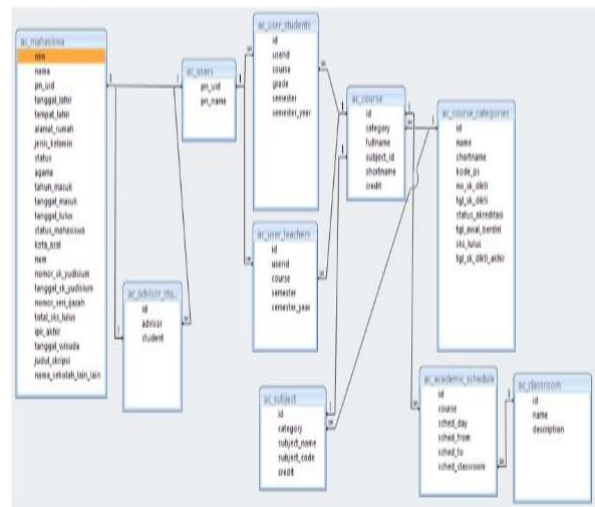 ac_mahasiswa
nim
nama
pn_uid
tanggal_lahir
tempat_lahir
alamat_rumah
jenis_kelamin
status
agama
tahun_masuk
tanggal_masuk
tanggal_lulus
status_mahasiswa
kota_asal
nem
nomor_sk_yudisium
tanggal_sk_yudisium
nomor_seri_ijazah
total_sks_lulus
ipk_akhir
tanggal_wisuda
judul_skripsi
nama_sekolah_lain_lain
ac_users
pn_uid
pn_name
ac_advisor_stu...
id
advisor
student
ac_user_students
id
userid
course
grade
semester
semester_year
ac_user_teachers
id
userid
course
semester
semester_year
ac_subject
id
category
subject_name
subject_code
credit
ac_course
id
category
fullname
subject_id
shortname
credit
ac_course_categories
id
name
shortname
kode_ps
no_sk_dikti
tgl_sk_dikti
status_akreditasi
tgl_awal_berdiri
sks_lulus
tgl_sk_dikti_akhir
ac_academic_schedule
id
course
sched_day
sched_from
sched_to
sched_classroom
ac_classroom
id
name
description